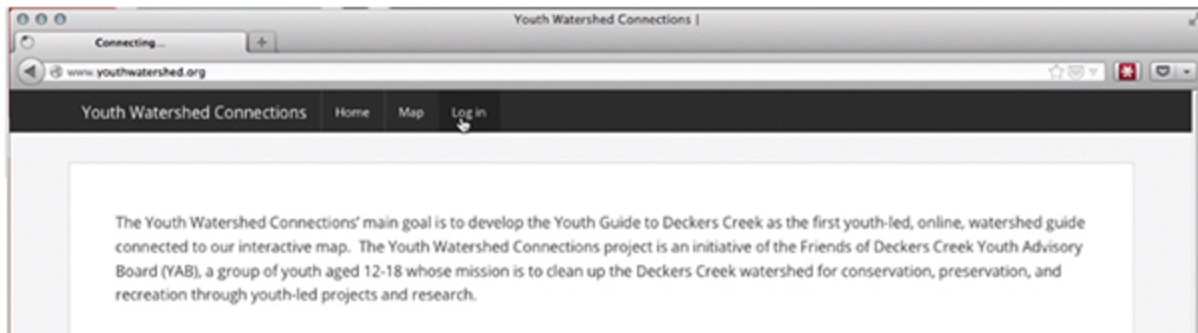 Youth Watershed Connections |
Connecting...
www.youthwatershed.org
Youth Watershed Connections Home Map Log in
The Youth Watershed Connections' main goal is to develop the Youth Guide to Deckers Creek as the first youth-led, online, watershed guide
connected to our interactive map. The Youth Watershed Connections project is an initiative of the Friends of Deckers Creek Youth Advisory
Board (YAB), a group of youth aged 12-18 whose mission is to clean up the Deckers Creek watershed for conservation, preservation, and
recreation through youth-led projects and research.